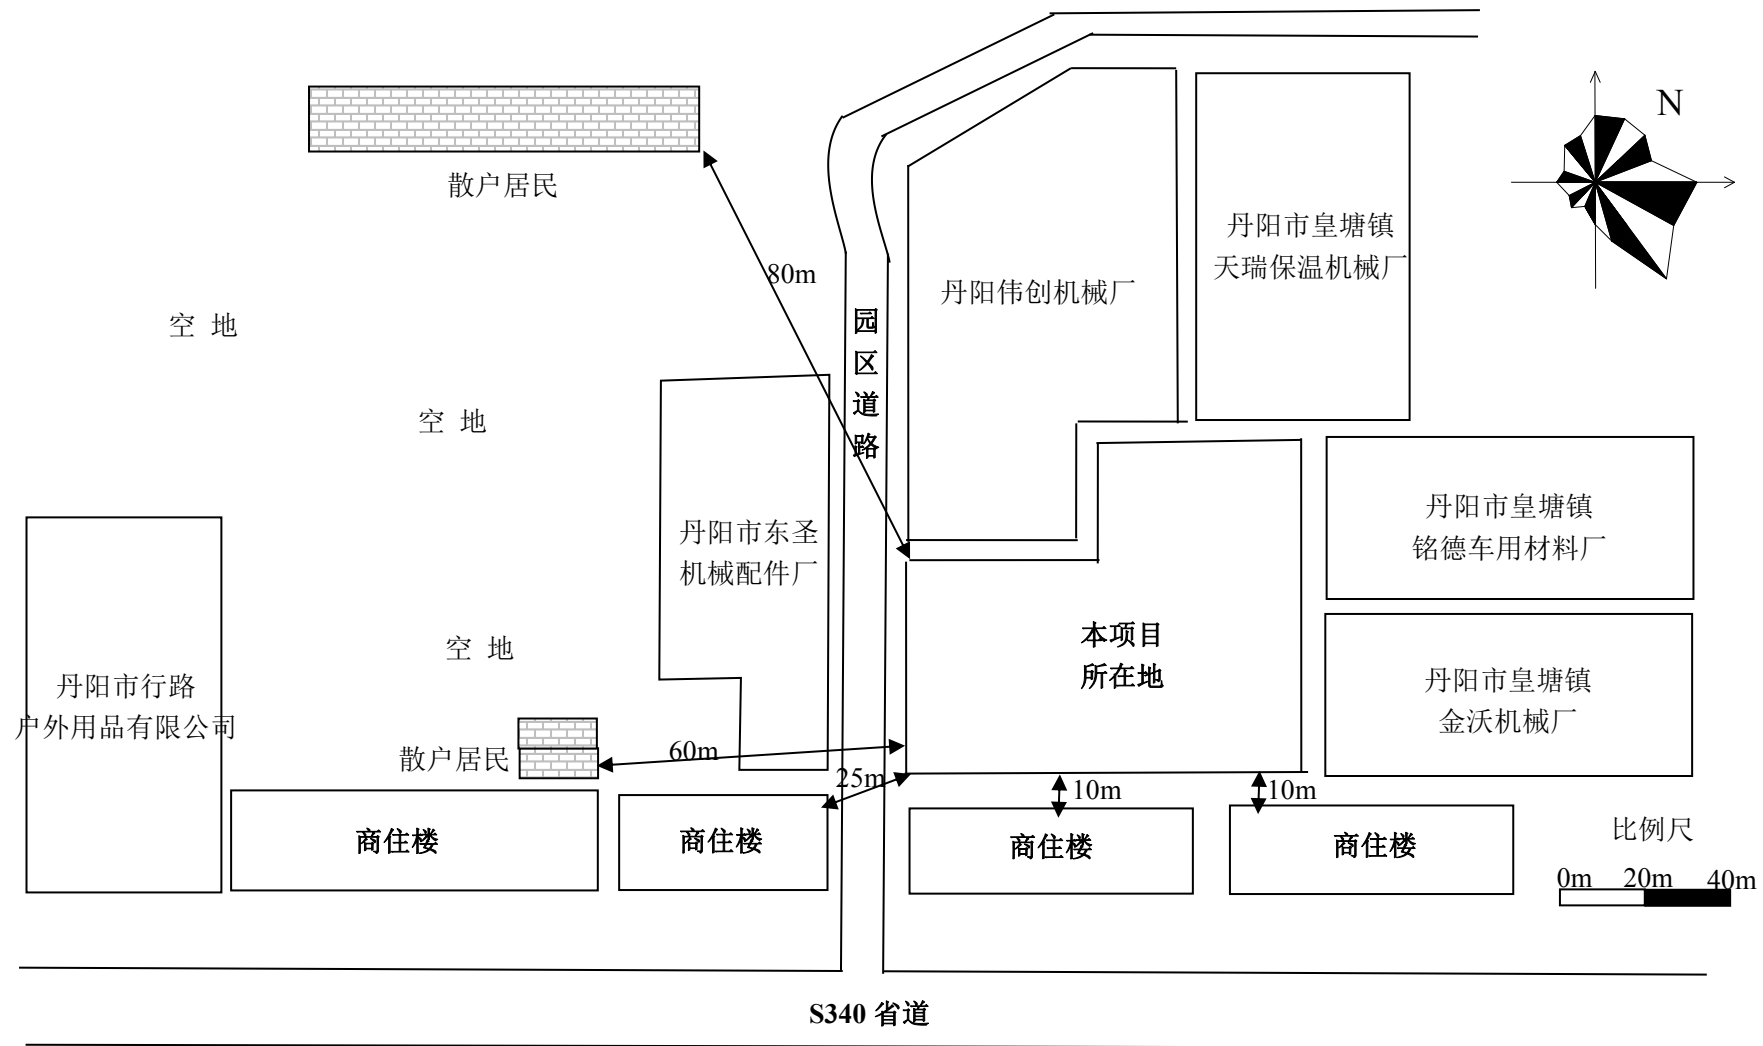 N
散户居民
丹阳市皇塘镇
天瑞保温机械厂
80m
丹阳伟创机械厂
空 地
园
区
道
路
空 地
丹阳市皇塘镇
铭德车用材料厂
丹阳市东圣
机械配件厂
本项目
所在地
空 地
丹阳市行路
户外用品有限公司
丹阳市皇塘镇
金沃机械厂
散户居民
60m
25m
10m
10m
商住楼
商住楼
商住楼
商住楼
比例尺
0m 20m 40m
S340 省道